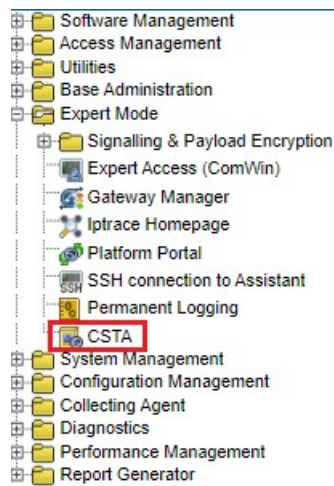 Software Management
Access Management
Utilities
Base Administration
Expert Mode
Signalling & Payload Encryption
Expert Access (ComWin)
Gateway Manager
Iptrace Homepage
Platform Portal
SSH SSH connection to Assistant
Permanent Logging
CSTA
System Management
Configuration Management
Collecting Agent
Diagnostics
Performance Management
Report Generator